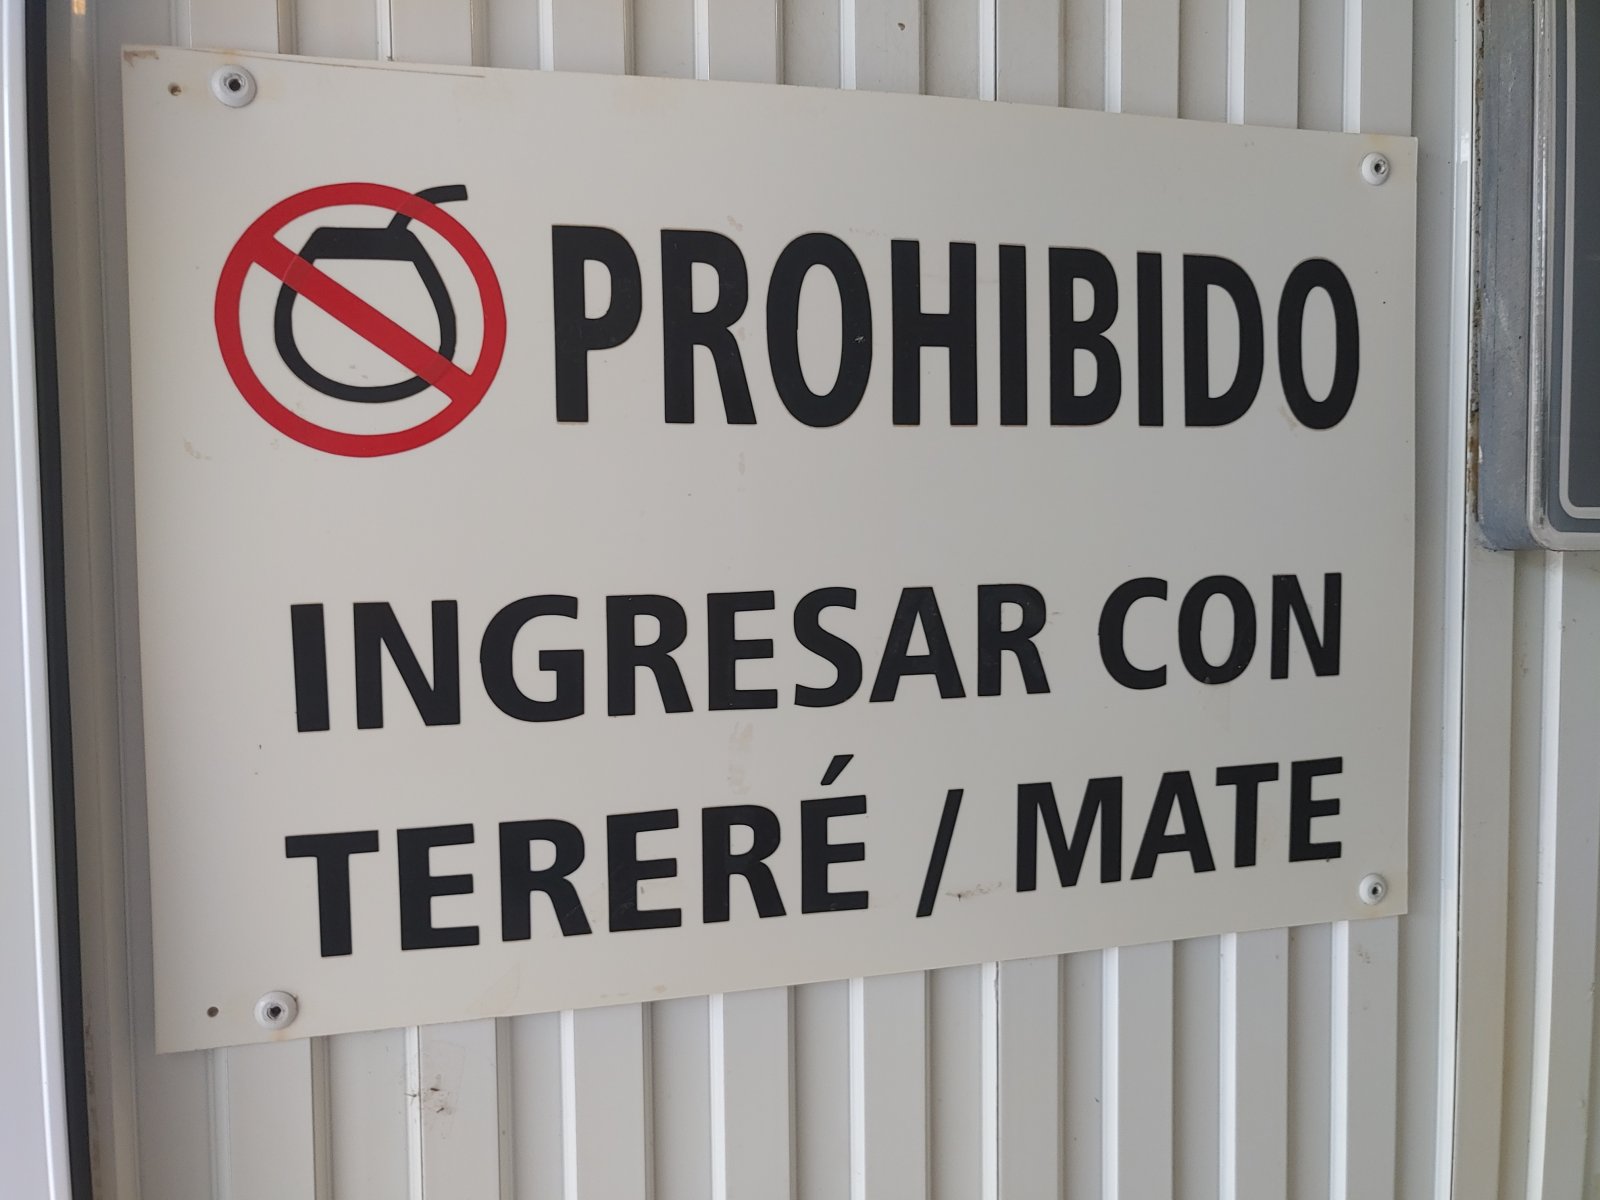 PROHIBIDO
INGRESAR CON
TERERÉ / MATE